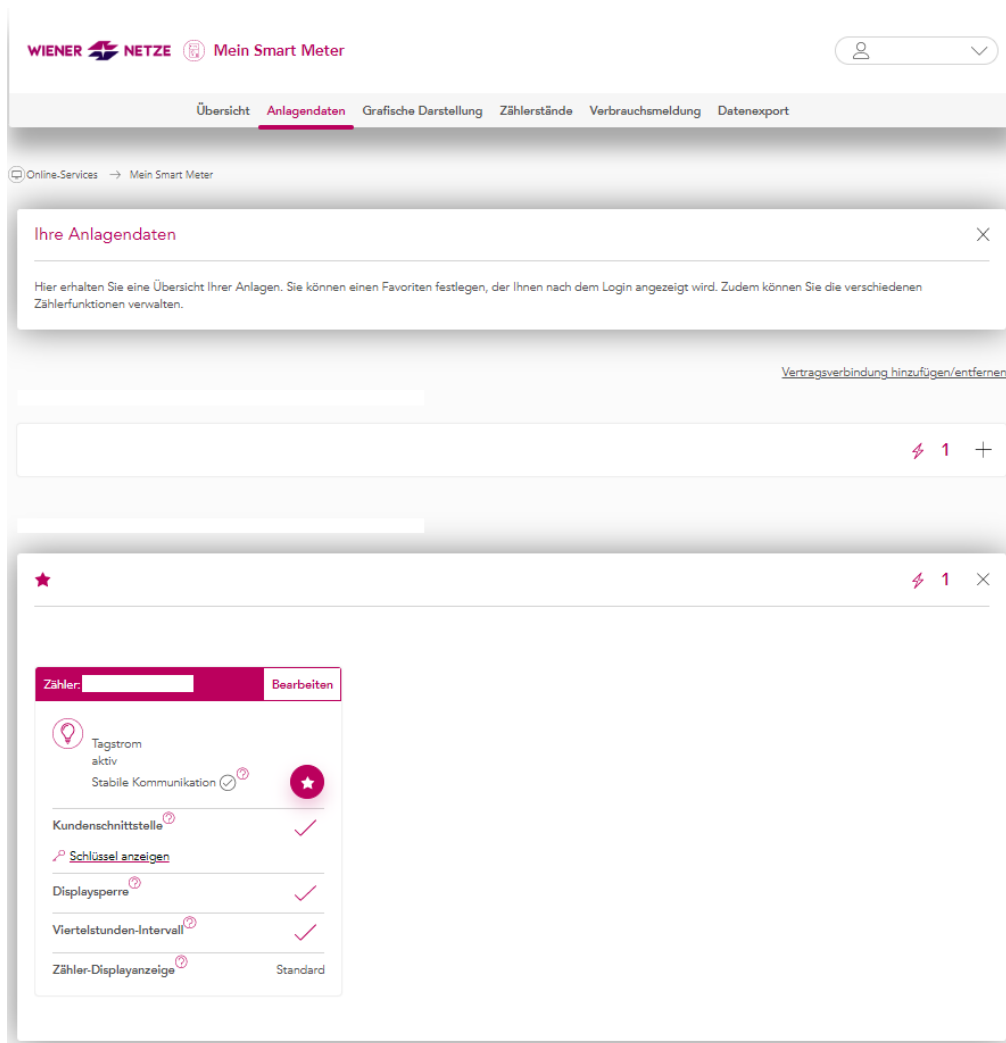 WIENER NETZE Mein Smart Meter
Übersicht Anlagendaten Grafische Darstellung Zählerstände Verbrauchsmeldung Datenexport
Online-Services → Mein Smart Meter
Ihre Anlagendaten
Hier erhalten Sie eine Übersicht Ihrer Anlagen. Sie können einen Favoriten festlegen, der Ihnen nach dem Login angezeigt wird. Zudem können Sie die verschiedenen
Zählerfunktionen verwalten.
Vertragsverbindung hinzufügen/entfernen
1
1
Zähler: Bearbeiten
Tagstrom
aktiv
Stabile Kommunikation
Kundenschnittstelle
Schlüssel anzeigen
Displaysperre
Viertelstunden-Intervall
Zähler-Displayanzeige Standard